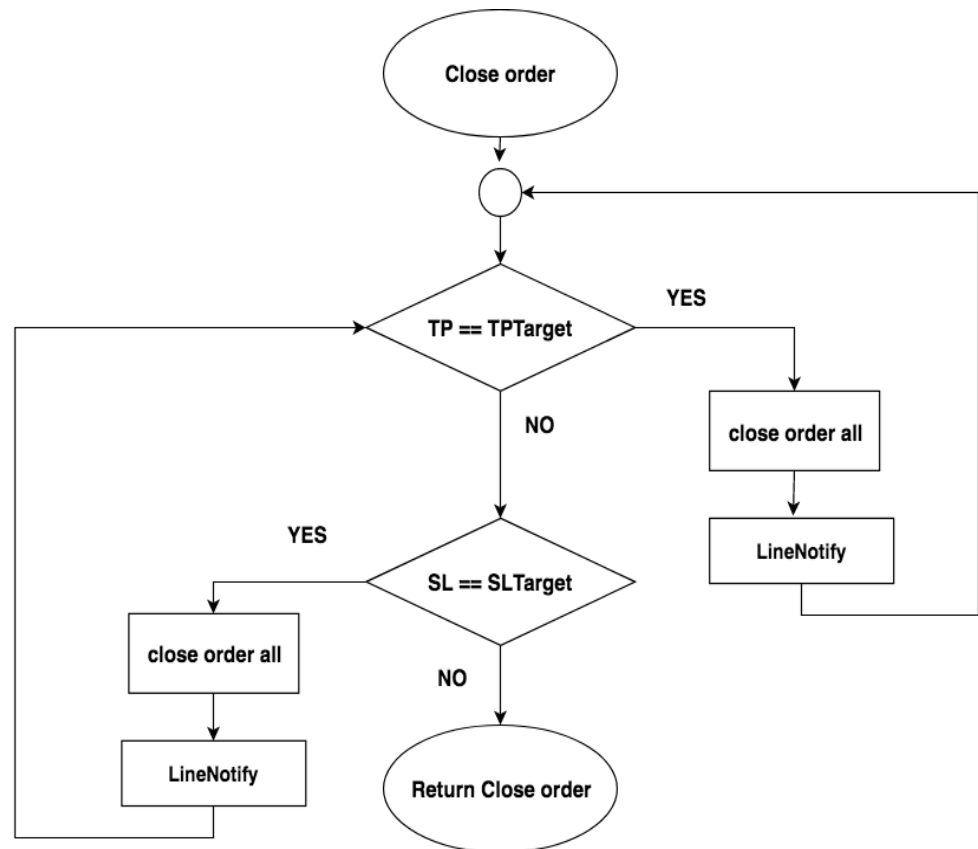 Close order
TP == TPTarget
YES
NO
close order all
LineNotify
SL == SLTarget
YES
NO
close order all
LineNotify
Return Close order